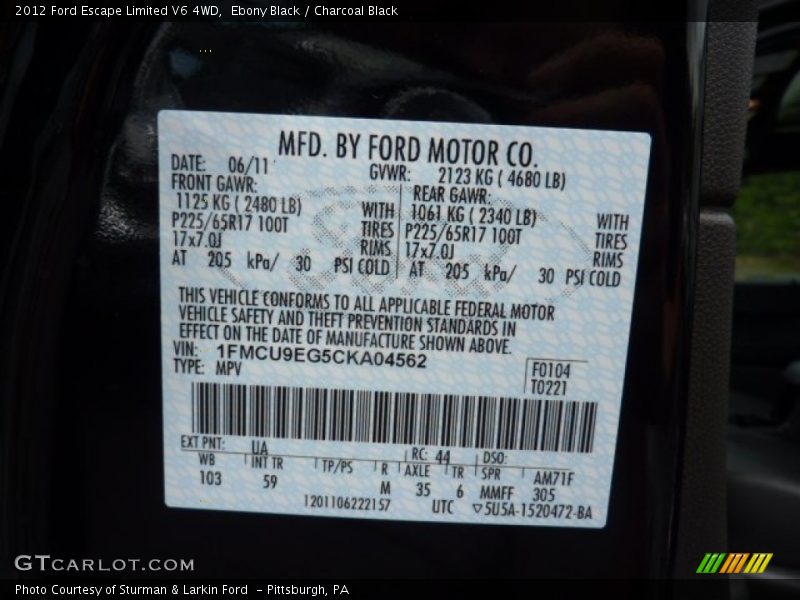 2012 Ford Escape Limited V6 4WD,  Ebony Black / Charcoal Black
MFD. BY FORD MOTOR CO.
DATE: 06/11 GVWR: 2123 KG ( 4680 LB)
FRONT GAWR: REAR GAWR:
1125 KG ( 2480 LB) WITH 1061 KG ( 2340 LB) WITH
P225/65R17 100T TIRES P225/65R17 100T TIRES
17x7.0J RIMS 17x7.0J RIMS
AT 205 kPa/ 30 PSI COLD AT 205 kPa/ 30 PSI COLD
THIS VEHICLE CONFORMS TO ALL APPLICABLE FEDERAL MOTOR
VEHICLE SAFETY AND THEFT PREVENTION STANDARDS IN
EFFECT ON THE DATE OF MANUFACTURE SHOWN ABOVE.
VIN: 1FMCU9EG5CKA04562 F0104
TYPE: MPV T0221
EXT PNT: UA RC: 44 DSO:
WB INT TR TP/PS R AXLE TR SPR AM71F
103 59 M 35 6 MMFF 305
1201106222157 UTC ▽5U5A-1520472-BA
GTCARLOT.COM
Photo Courtesy of Sturman & Larkin Ford  - Pittsburgh, PA